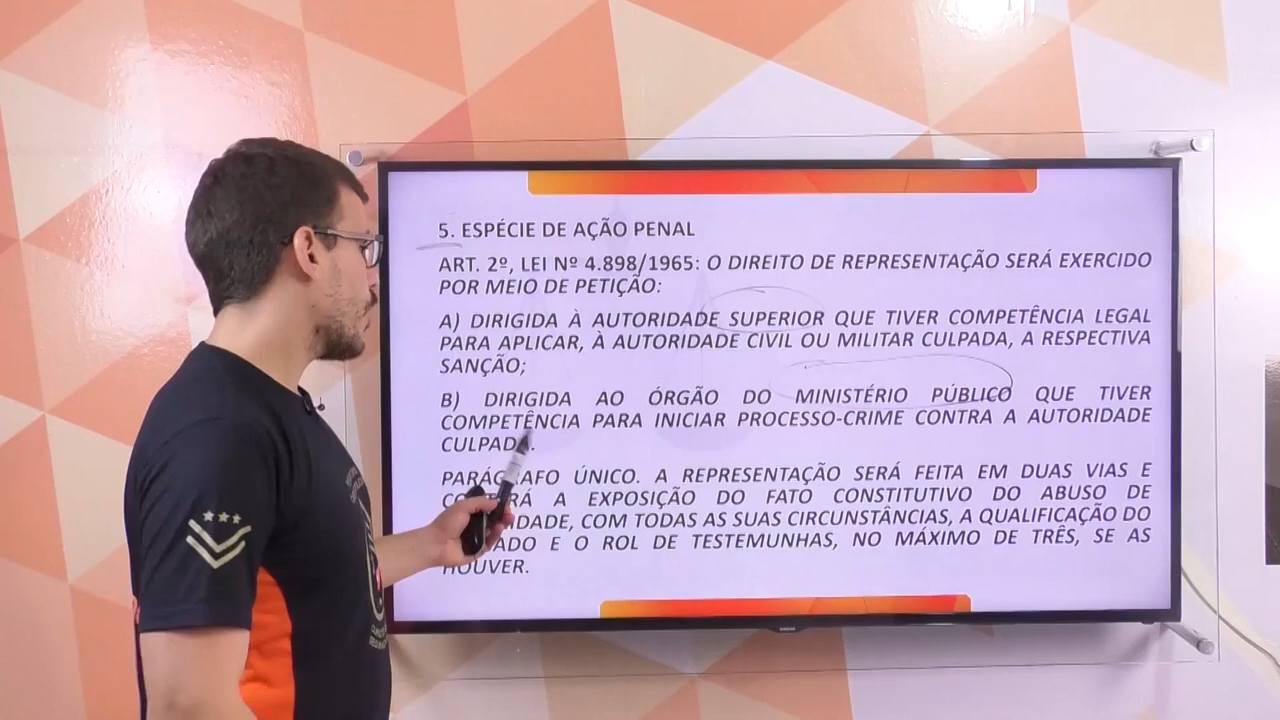 5. ESPÉCIE DE AÇÃO PENAL
ART. 2º, LEI Nº 4.898/1965: O DIREITO DE REPRESENTAÇÃO SERÁ EXERCIDO
POR MEIO DE PETIÇÃO:
A) DIRIGIDA À AUTORIDADE SUPERIOR QUE TIVER COMPETÊNCIA LEGAL
PARA APLICAR, À AUTORIDADE CIVIL OU MILITAR CULPADA, A RESPECTIVA
SANÇÃO;
B) DIRIGIDA AO ÓRGÃO DO MINISTÉRIO PÚBLICO QUE TIVER
COMPETÊNCIA PARA INICIAR PROCESSO-CRIME CONTRA A AUTORIDADE
CULPADA.
PARÁGRAFO ÚNICO. A REPRESENTAÇÃO SERÁ FEITA EM DUAS VIAS E
A EXPOSIÇÃO DO FATO CONSTITUTIVO DO ABUSO DE
COM TODAS AS SUAS CIRCUNSTÂNCIAS, A QUALIFICAÇÃO DO
E O ROL DE TESTEMUNHAS, NO MÁXIMO DE TRÊS, SE AS
HOUVER.